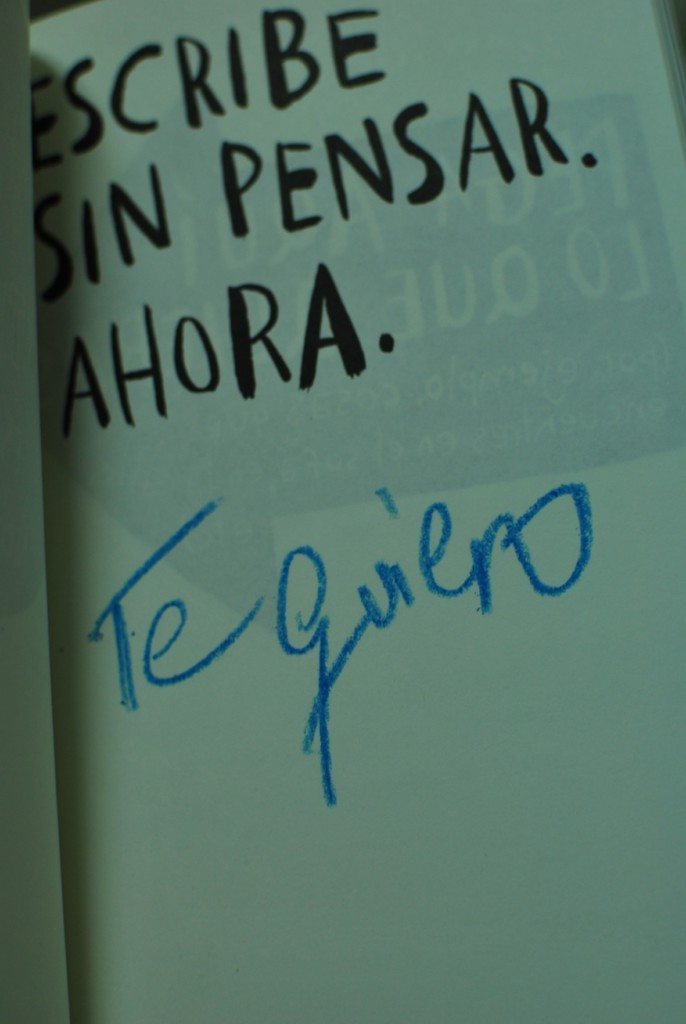 ESCRIBE
SIN PENSAR.
AHORA.
Te quiero